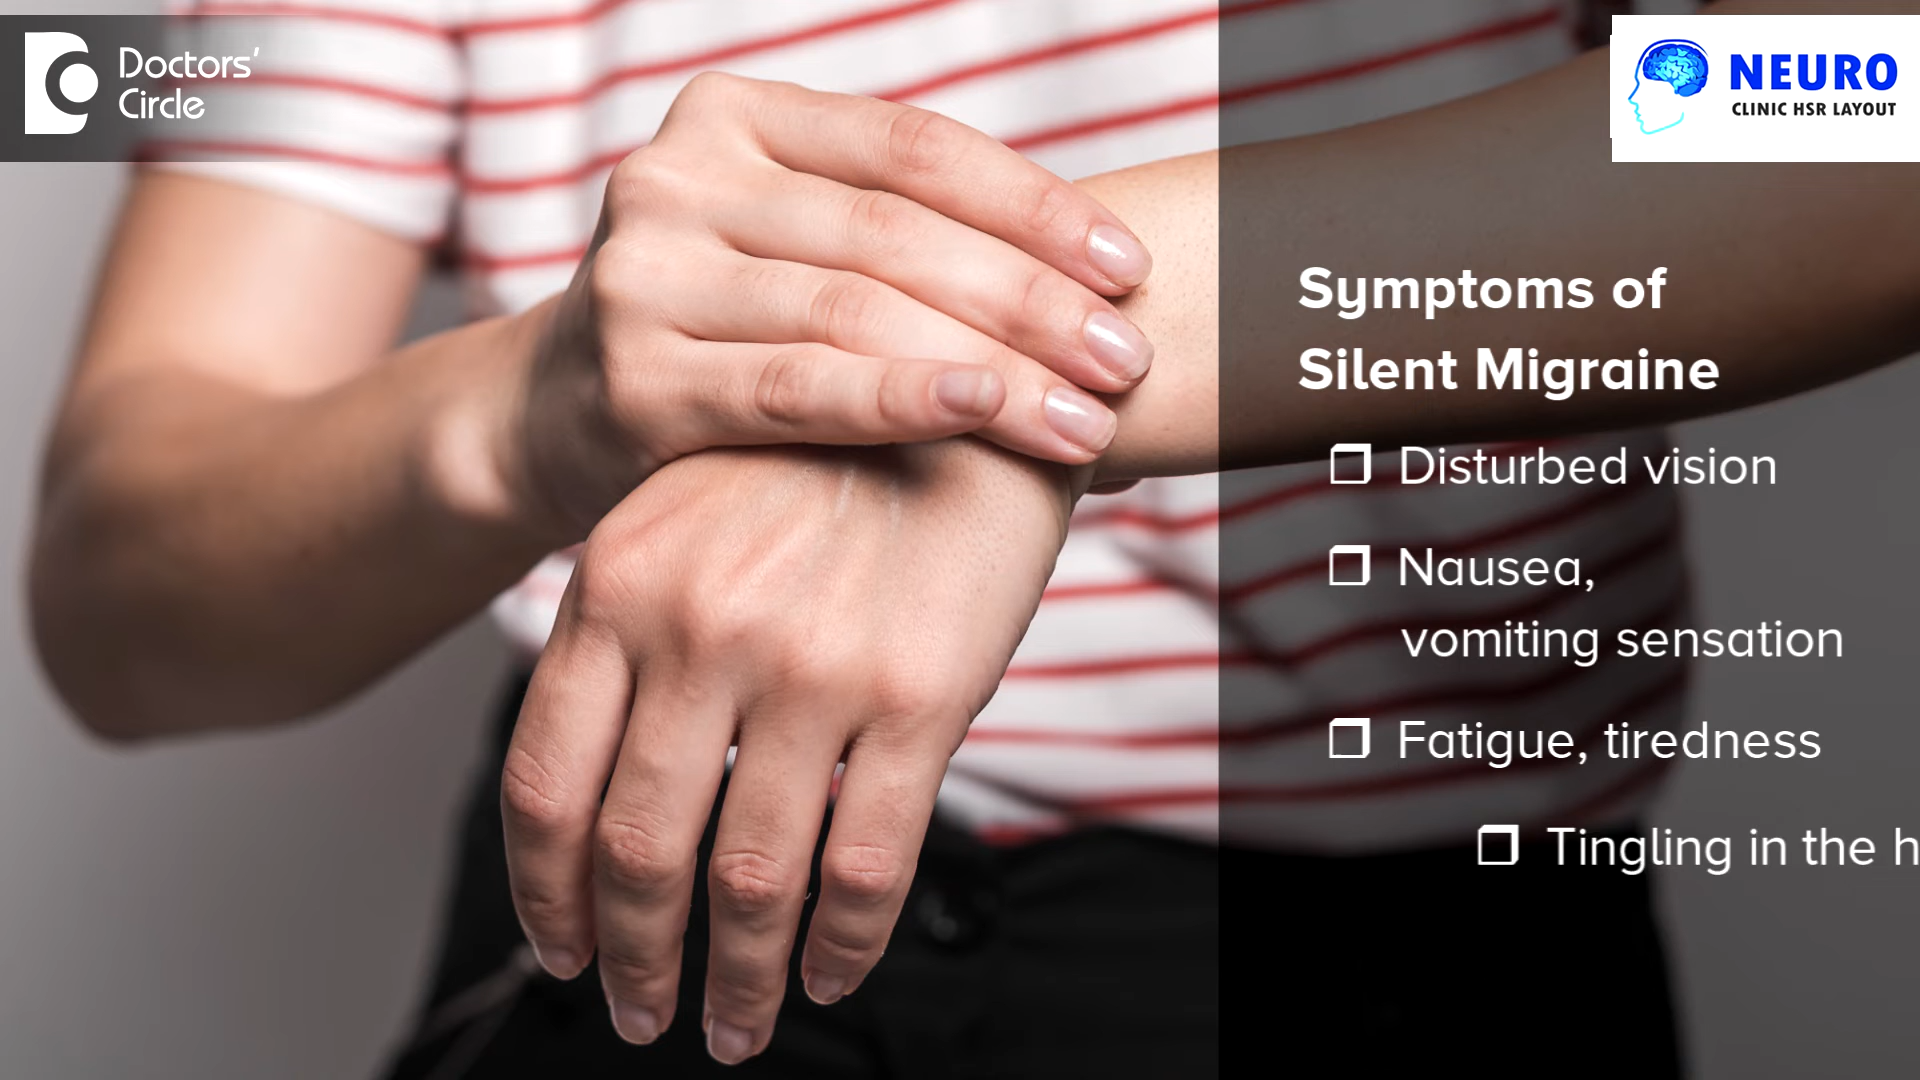 Doctors'
Circle
NEURO
CLINIC HSR LAYOUT
Symptoms of
Silent Migraine
❒ Disturbed vision
❒ Nausea,
vomiting sensation
❒ Fatigue, tiredness
❒ Tingling in the h